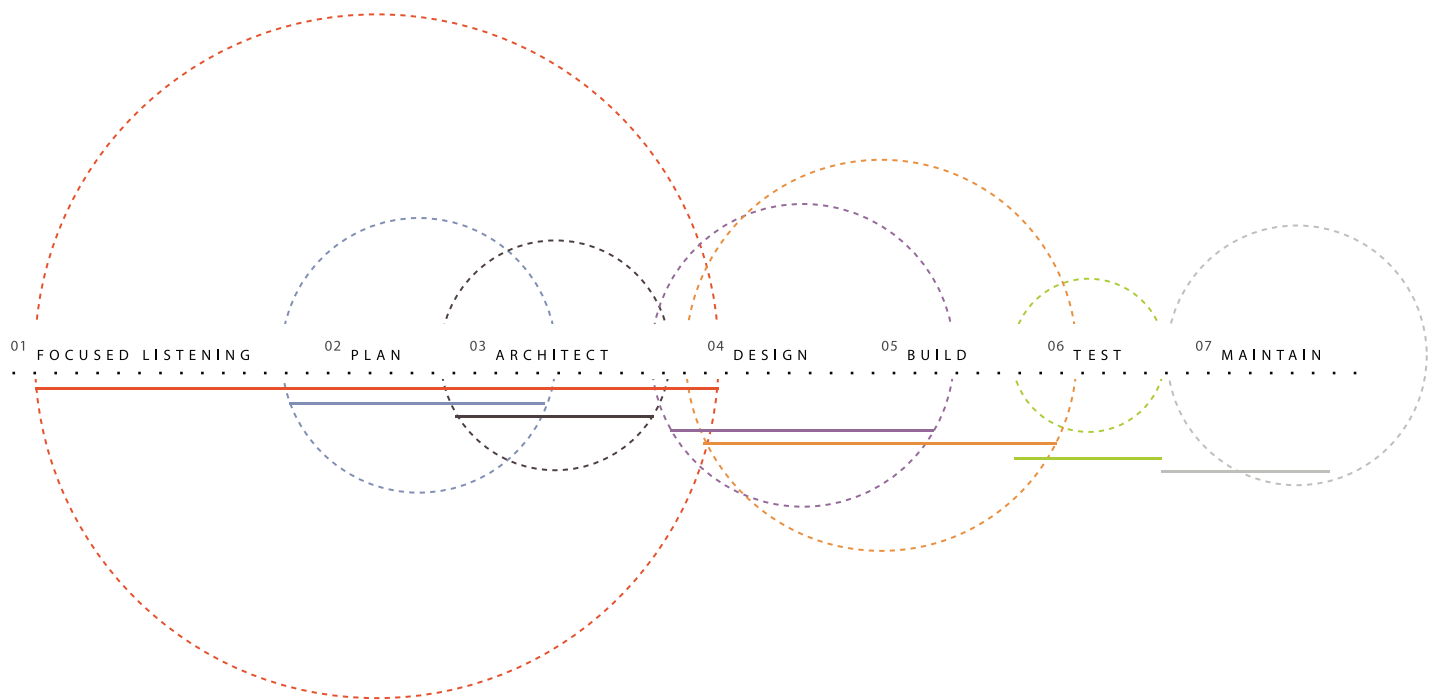 01 FOCUSED LISTENING
02 PLAN
03 ARCHITECT
04 DESIGN
05 BUILD
06 TEST
07 MAINTAIN